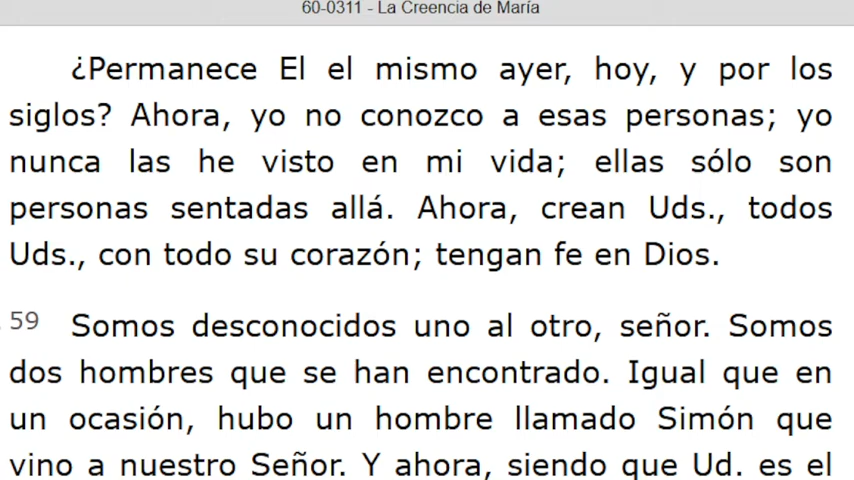 60-0311 - La Creencia de María
¿Permanece El el mismo ayer, hoy, y por los
siglos? Ahora, yo no conozco a esas personas; yo
nunca las he visto en mi vida; ellas sólo son
personas sentadas allá. Ahora, crean Uds., todos
Uds., con todo su corazón; tengan fe en Dios.
59 Somos desconocidos uno al otro, señor. Somos
dos hombres que se han encontrado. Igual que en
un ocasión, hubo un hombre llamado Simón que
vino a nuestro Señor. Y ahora, siendo que Ud. es el